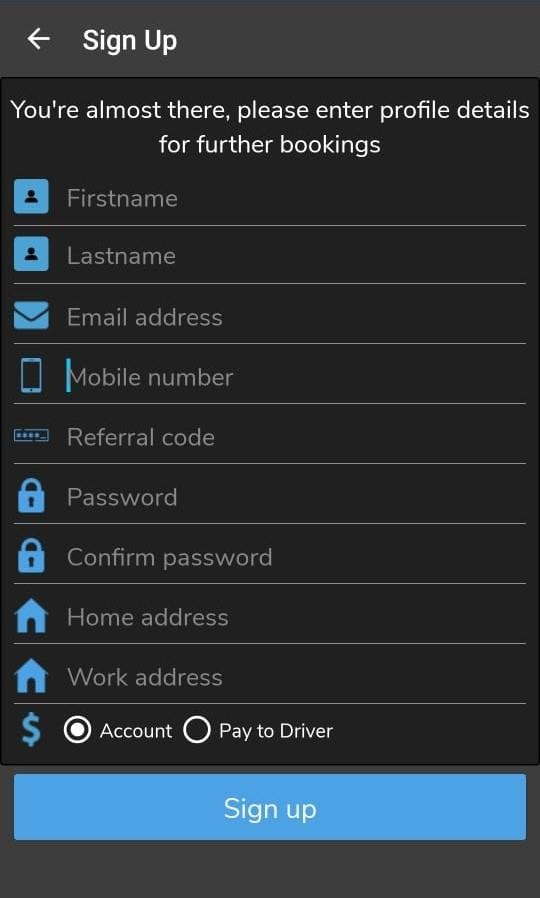 Sign Up
You're almost there, please enter profile details
for further bookings
Firstname
Lastname
Email address
Mobile number
Referral code
Password
Confirm password
Home address
Work address
Account Pay to Driver
Sign up